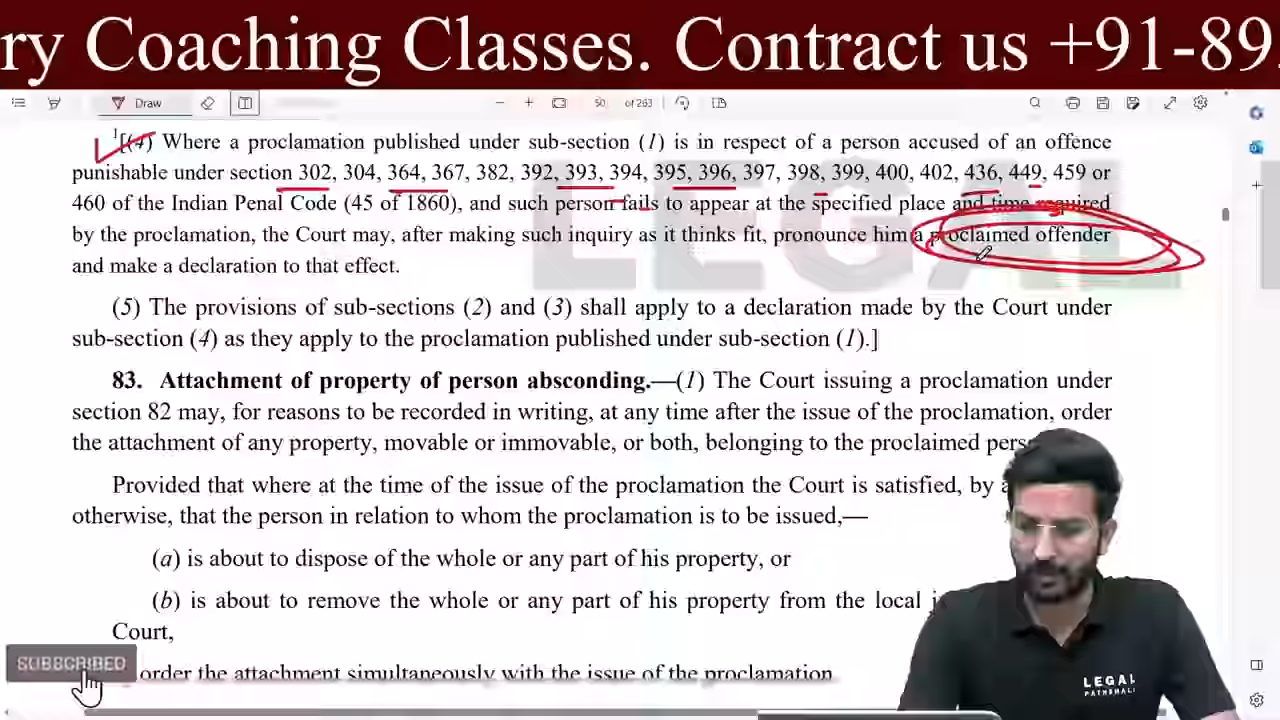 ry Coaching Classes. Contract us +91-89
Draw
50 of 263
1[(4) Where a proclamation published under sub-section (1) is in respect of a person accused of an offence
punishable under section 302, 304, 364, 367, 382, 392, 393, 394, 395, 396, 397, 398, 399, 400, 402, 436, 449, 459 or
460 of the Indian Penal Code (45 of 1860), and such person fails to appear at the specified place and time required
by the proclamation, the Court may, after making such inquiry as it thinks fit, pronounce him a proclaimed offender
and make a declaration to that effect.
(5) The provisions of sub-sections (2) and (3) shall apply to a declaration made by the Court under
sub-section (4) as they apply to the proclamation published under sub-section (1).]
83. Attachment of property of person absconding.—(1) The Court issuing a proclamation under
section 82 may, for reasons to be recorded in writing, at any time after the issue of the proclamation, order
the attachment of any property, movable or immovable, or both, belonging to the proclaimed
Provided that where at the time of the issue of the proclamation the Court is satisfied, by
otherwise, that the person in relation to whom the proclamation is to be issued,—
(a) is about to dispose of the whole or any part of his property, or
(b) is about to remove the whole or any part of his property from the local
Court,
order the attachment simultaneously with the issue of the proclamation.
LEGAL
SUBSCRIBED
LEGAL
PATHSHALA